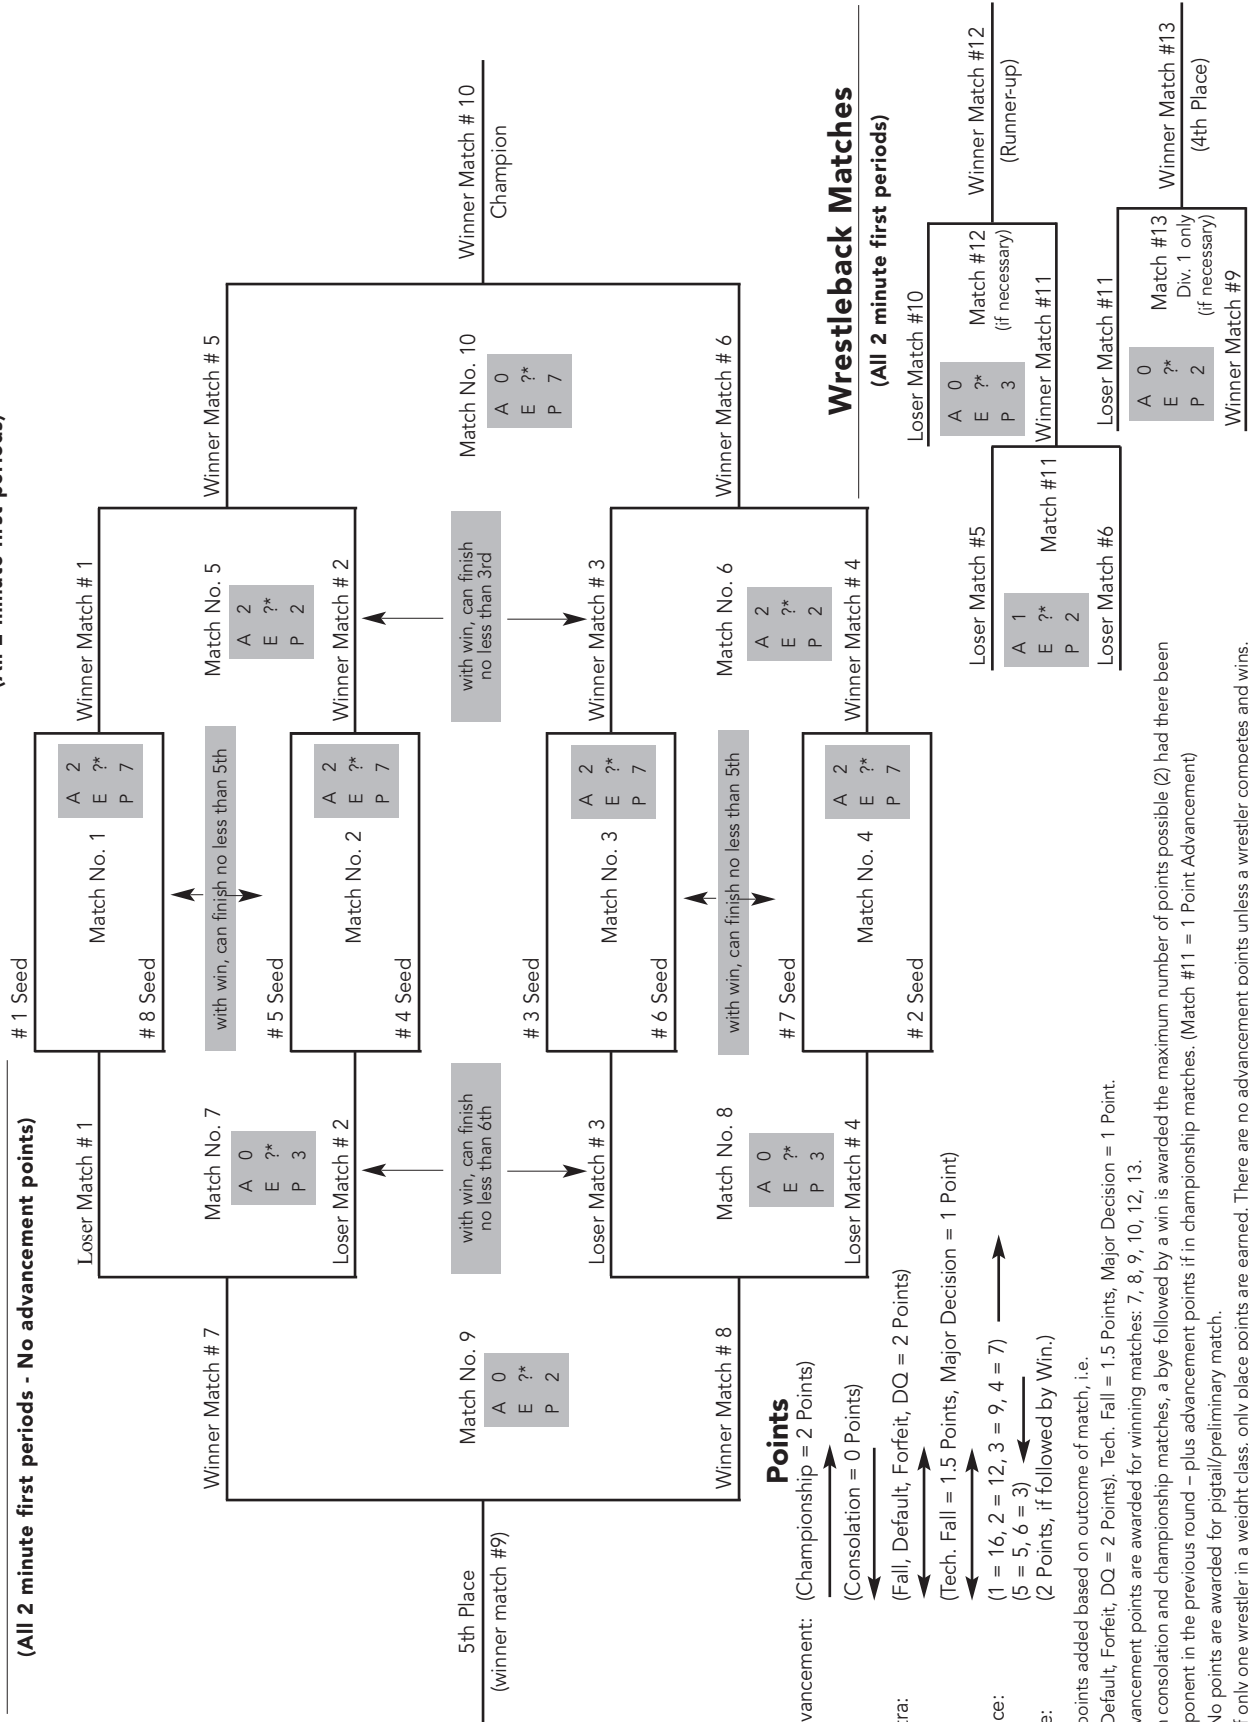 (All 2 minute first periods - No advancement points)
5th Place
(winner match #9)
Winner Match # 7
Match No. 9
A 0
E ?*
P 2
Winner Match # 8
Loser Match # 1
Match No. 7
A 0
E ?*
P 3
Loser Match # 2
with win, can finish
no less than 6th
Loser Match # 3
Match No. 8
A 0
E ?*
P 3
Loser Match # 4
# 1 Seed
Match No. 1
A 2
E ?*
P 7
# 8 Seed
with win, can finish no less than 5th
# 5 Seed
Match No. 2
A 2
E ?*
P 7
# 4 Seed
# 3 Seed
Match No. 3
A 2
E ?*
P 7
# 6 Seed
with win, can finish no less than 5th
# 7 Seed
Match No. 4
A 2
E ?*
P 7
# 2 Seed
Winner Match # 1
Match No. 5
A 2
E ?*
P 2
Winner Match # 2
with win, can finish
no less than 3rd
Winner Match # 3
Match No. 6
A 2
E ?*
P 2
Winner Match # 4
Winner Match # 5
Match No. 10
A 0
E ?*
P 7
Winner Match # 6
Winner Match # 10
Champion
Wrestleback Matches
(All 2 minute first periods)
Loser Match #5
A 1
E ?*
P 2
Match #11
Loser Match #6
Loser Match #10
A 0
E ?*
P 3
Match #12
(if necessary)
Winner Match #11
Winner Match #12
(Runner-up)
Loser Match #11
A 0
E ?*
P 2
Match #13
Div. 1 only
(if necessary)
Winner Match #9
Winner Match #13
(4th Place)
Points
vancement: (Championship = 2 Points)
(Consolation = 0 Points)
tra: (Fall, Default, Forfeit, DQ = 2 Points)
(Tech. Fall = 1.5 Points, Major Decision = 1 Point)
ce: (1 = 16, 2 = 12, 3 = 9, 4 = 7)
(5 = 5, 6 = 3)
e: (2 Points, if followed by Win.)
points added based on outcome of match, i.e.
Default, Forfeit, DQ = 2 Points). Tech. Fall = 1.5 Points, Major Decision = 1 Point.
vancement points are awarded for winning matches: 7, 8, 9, 10, 12, 13.
n consolation and championship matches, a bye followed by a win is awarded the maximum number of points possible (2) had there been
ponent in the previous round – plus advancement points if in championship matches. (Match #11 = 1 Point Advancement)
No points are awarded for pigtail/preliminary match.
f only one wrestler in a weight class, only place points are earned. There are no advancement points unless a wrestler competes and wins.